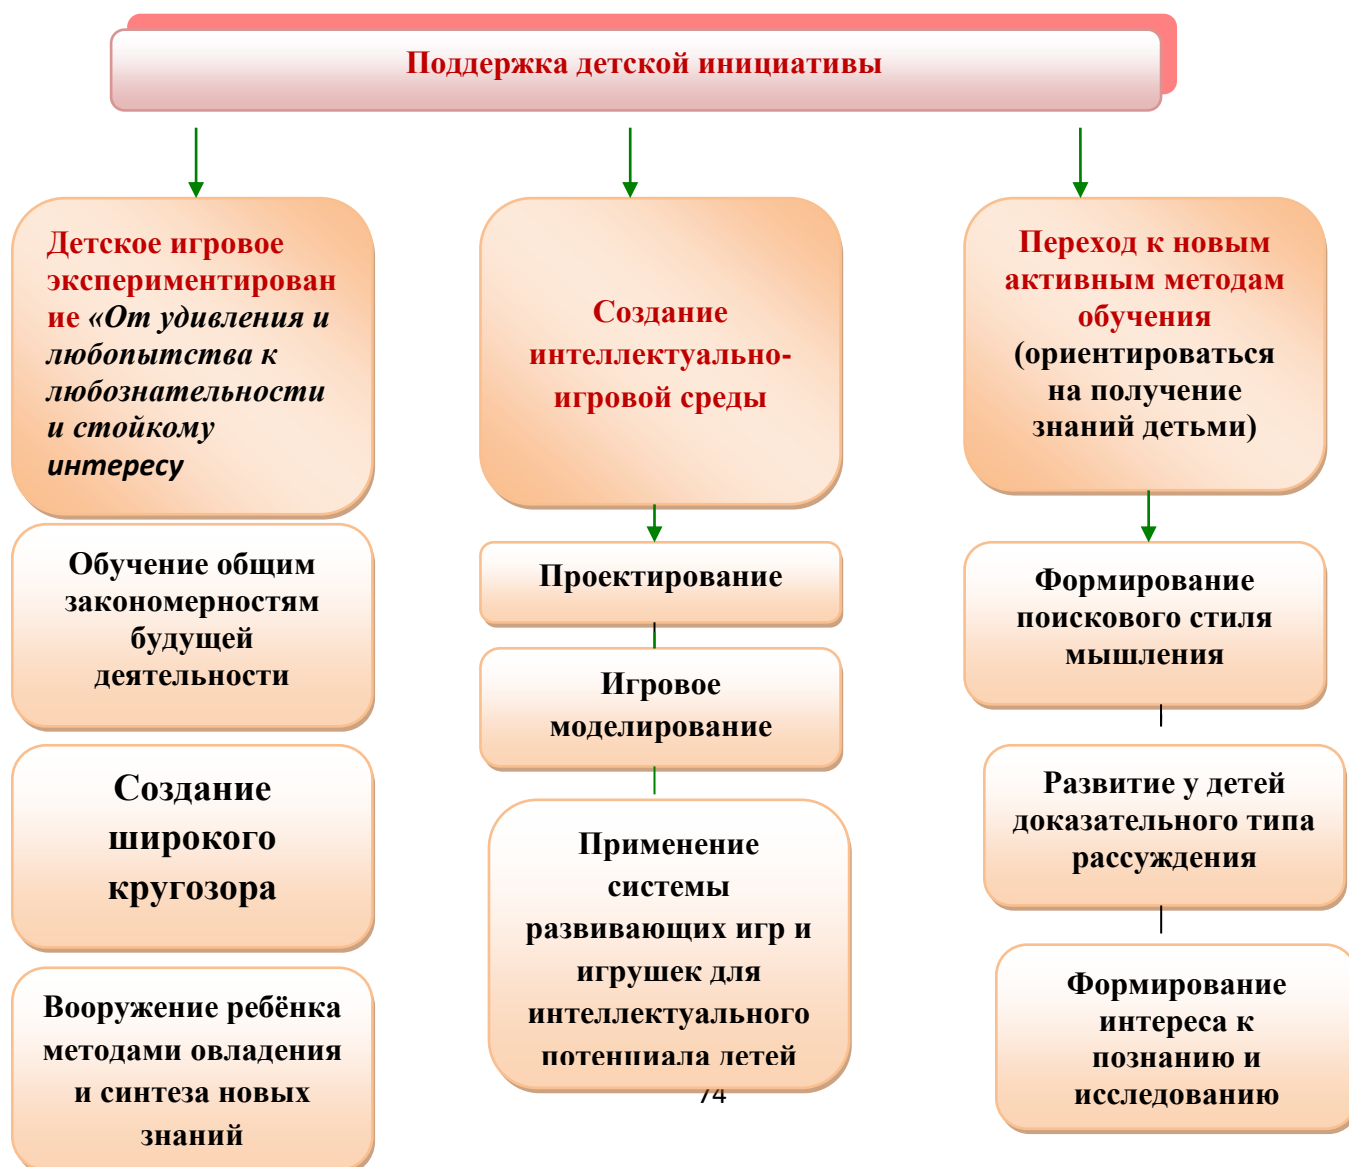 Поддержка детской инициативы
Детское игровое
экспериментирован
ие «От удивления и
любопытства к
любознательности
и стойкому
интересу
Обучение общим
закономерностям
будущей
деятельности
Создание
широкого
кругозора
Вооружение ребёнка
методами овладения
и синтеза новых
знаний
Создание
интеллектуально-
игровой среды
Проектирование
Игровое
моделирование
Применение
системы
развивающих игр и
игрушек для
интеллектуального
потенциала детей
Переход к новым
активным методам
обучения
(ориентироваться
на получение
знаний детьми)
Формирование
поискового стиля
мышления
Развитие у детей
доказательного типа
рассуждения
Формирование
интереса к
познанию и
исследованию
74